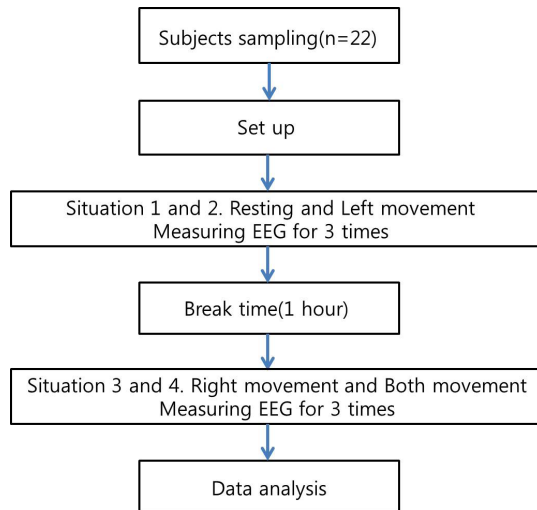 Subjects sampling(n=22)
Set up
Situation 1 and 2. Resting and Left movement
Measuring EEG for 3 times
Break time(1 hour)
Situation 3 and 4. Right movement and Both movement
Measuring EEG for 3 times
Data analysis